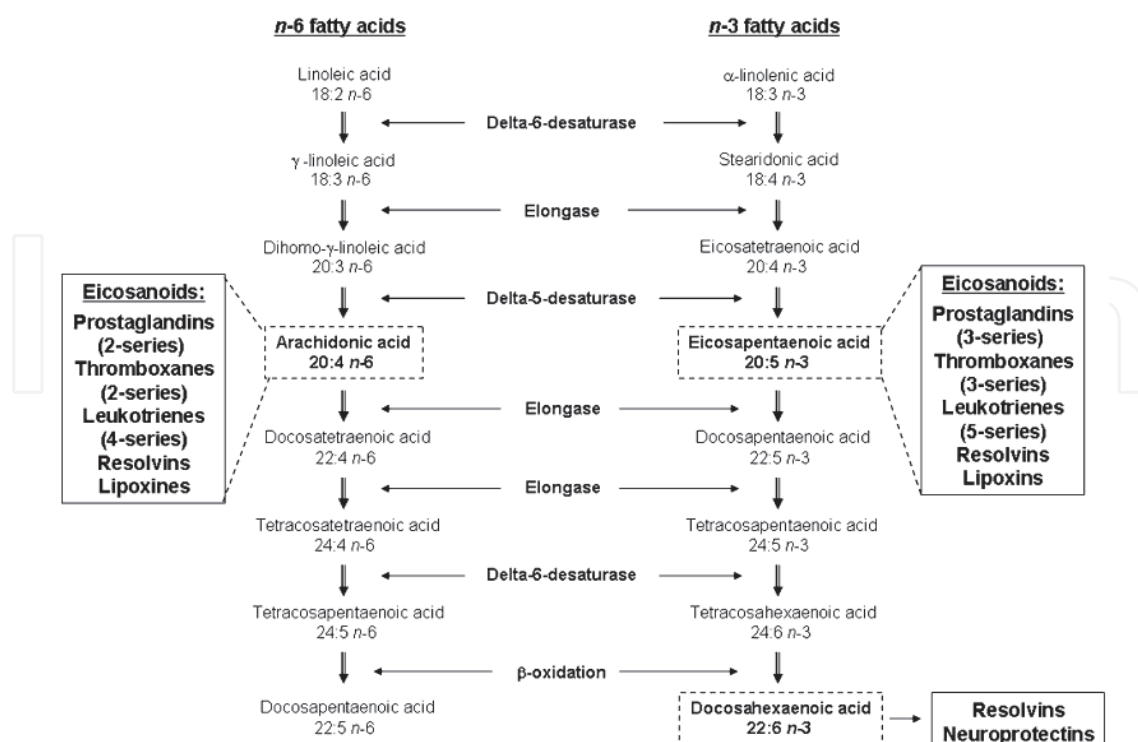 n-6 fatty acids
n-3 fatty acids
Linoleic acid
18:2 n-6
α-linolenic acid
18:3 n-3
Delta-6-desaturase
γ-linoleic acid
18:3 n-6
Stearidonic acid
18:4 n-3
Elongase
Dihomo-γ-linoleic acid
20:3 n-6
Eicosatetraenoic acid
20:4 n-3
Delta-5-desaturase
Eicosanoids:
Prostaglandins
(2-series)
Thromboxanes
(2-series)
Leukotrienes
(4-series)
Resolvins
Lipoxines
Arachidonic acid
20:4 n-6
Eicosapentaenoic acid
20:5 n-3
Eicosanoids:
Prostaglandins
(3-series)
Thromboxanes
(3-series)
Leukotrienes
(5-series)
Resolvins
Lipoxins
Elongase
Docosatetraenoic acid
22:4 n-6
Docosapentaenoic acid
22:5 n-3
Elongase
Tetracosatetraenoic acid
24:4 n-6
Tetracosapentaenoic acid
24:5 n-3
Delta-6-desaturase
Tetracosapentaenoic acid
24:5 n-6
Tetracosahexaenoic acid
24:6 n-3
β-oxidation
Docosapentaenoic acid
22:5 n-6
Docosahexaenoic acid
22:6 n-3
Resolvins
Neuroprotectins